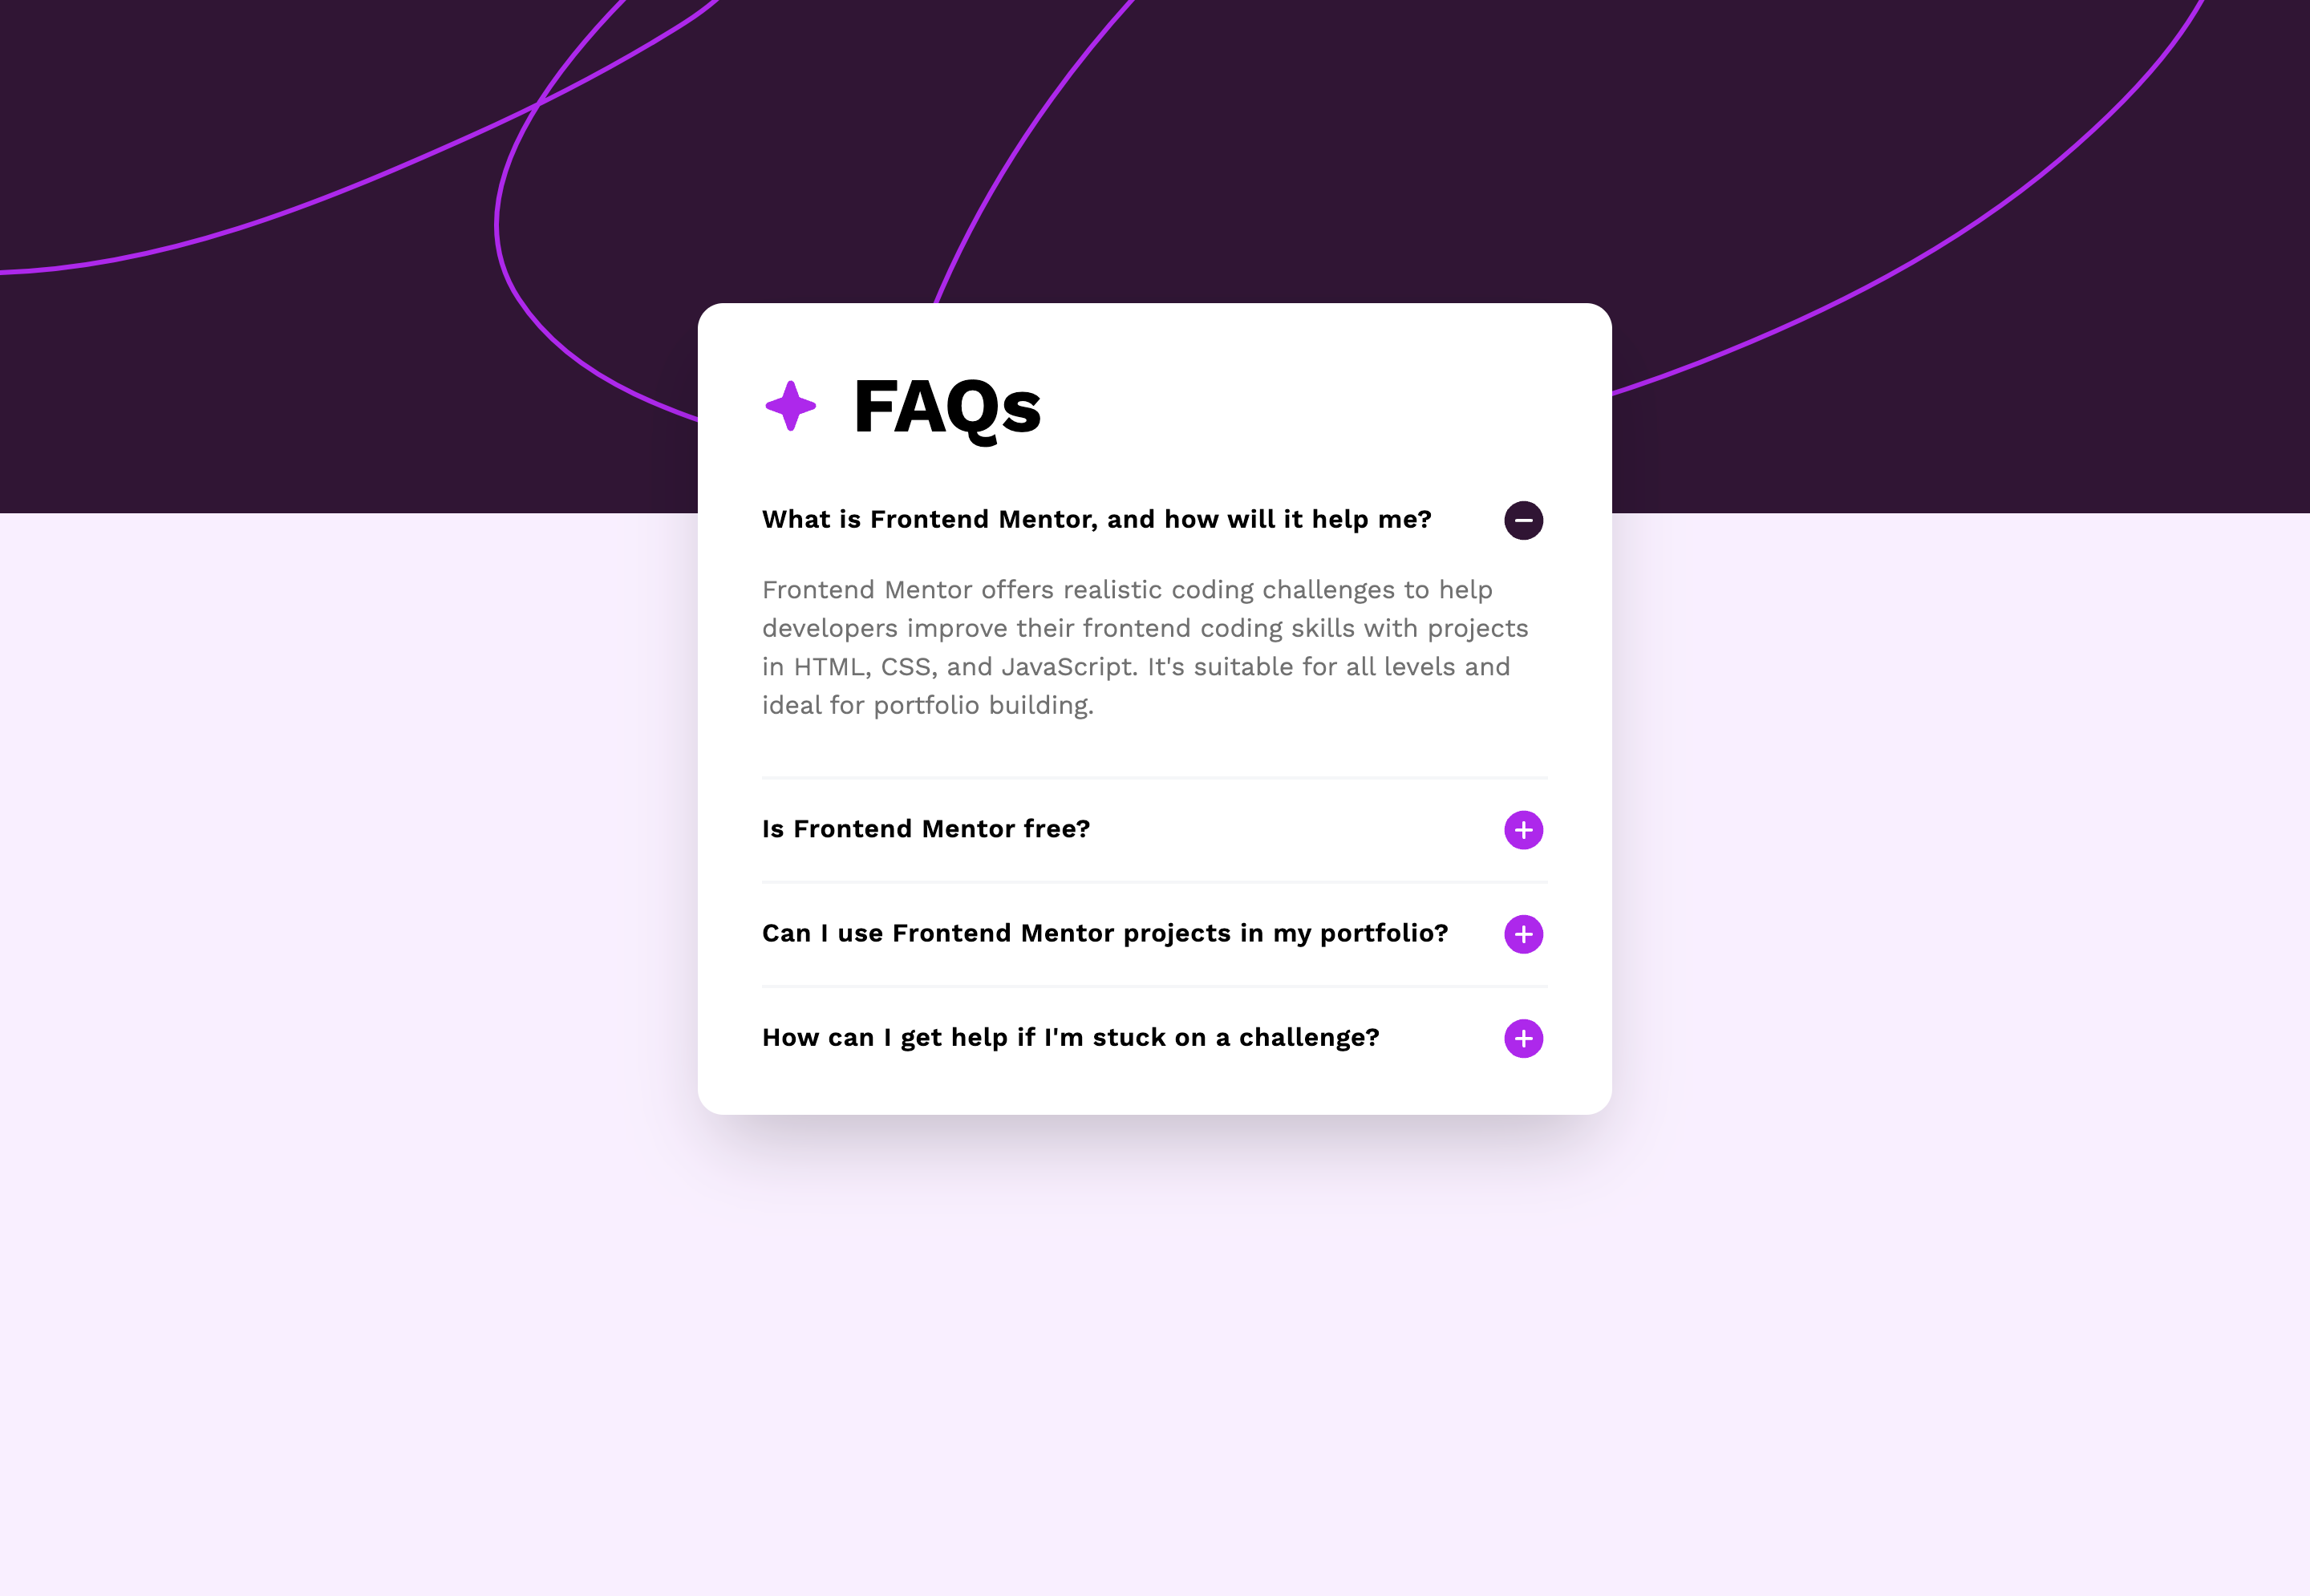 FAQs
What is Frontend Mentor, and how will it help me?
Frontend Mentor offers realistic coding challenges to help
developers improve their frontend coding skills with projects
in HTML, CSS, and JavaScript. It's suitable for all levels and
ideal for portfolio building.
Is Frontend Mentor free?
Can I use Frontend Mentor projects in my portfolio?
How can I get help if I'm stuck on a challenge?